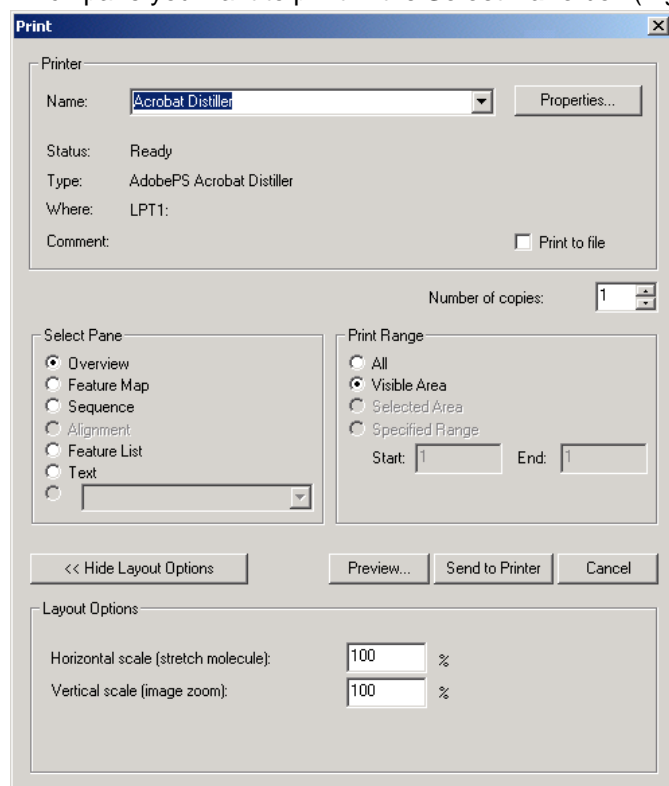 Print
Printer
Name: Acrobat Distiller Properties...
Status: Ready
Type: AdobePS Acrobat Distiller
Where: LPT1:
Comment: Print to file
Number of copies: 1
Select Pane
Overview
Feature Map
Sequence
Alignment
Feature List
Text
Print Range
All
Visible Area
Selected Area
Specified Range
Start: 1 End: 1
<< Hide Layout Options Preview... Send to Printer Cancel
Layout Options
Horizontal scale (stretch molecule): 100 %
Vertical scale (image zoom): 100 %